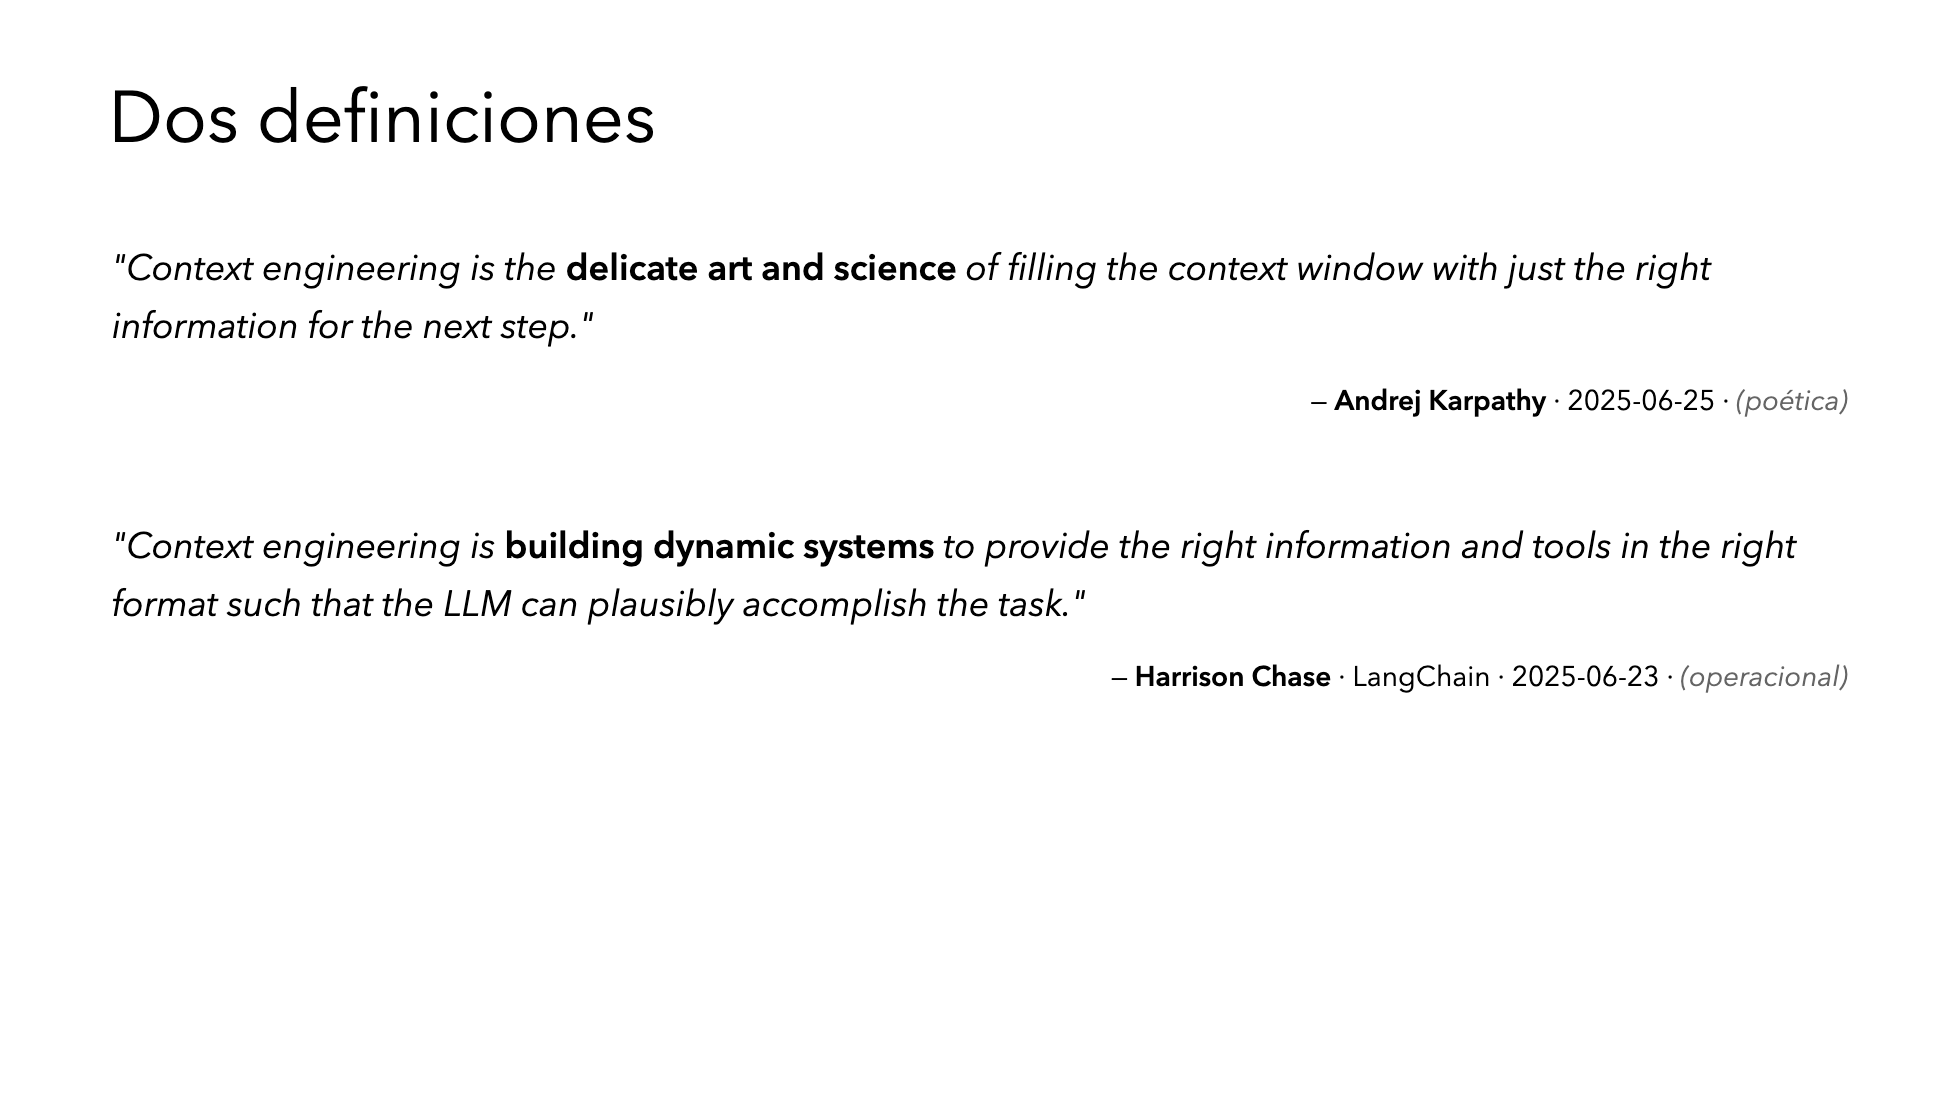 Dos definiciones
"Context engineering is the delicate art and science of filling the context window with just the right
information for the next step."
– Andrej Karpathy · 2025-06-25 · (poética)
"Context engineering is building dynamic systems to provide the right information and tools in the right
format such that the LLM can plausibly accomplish the task."
– Harrison Chase · LangChain · 2025-06-23 · (operacional)